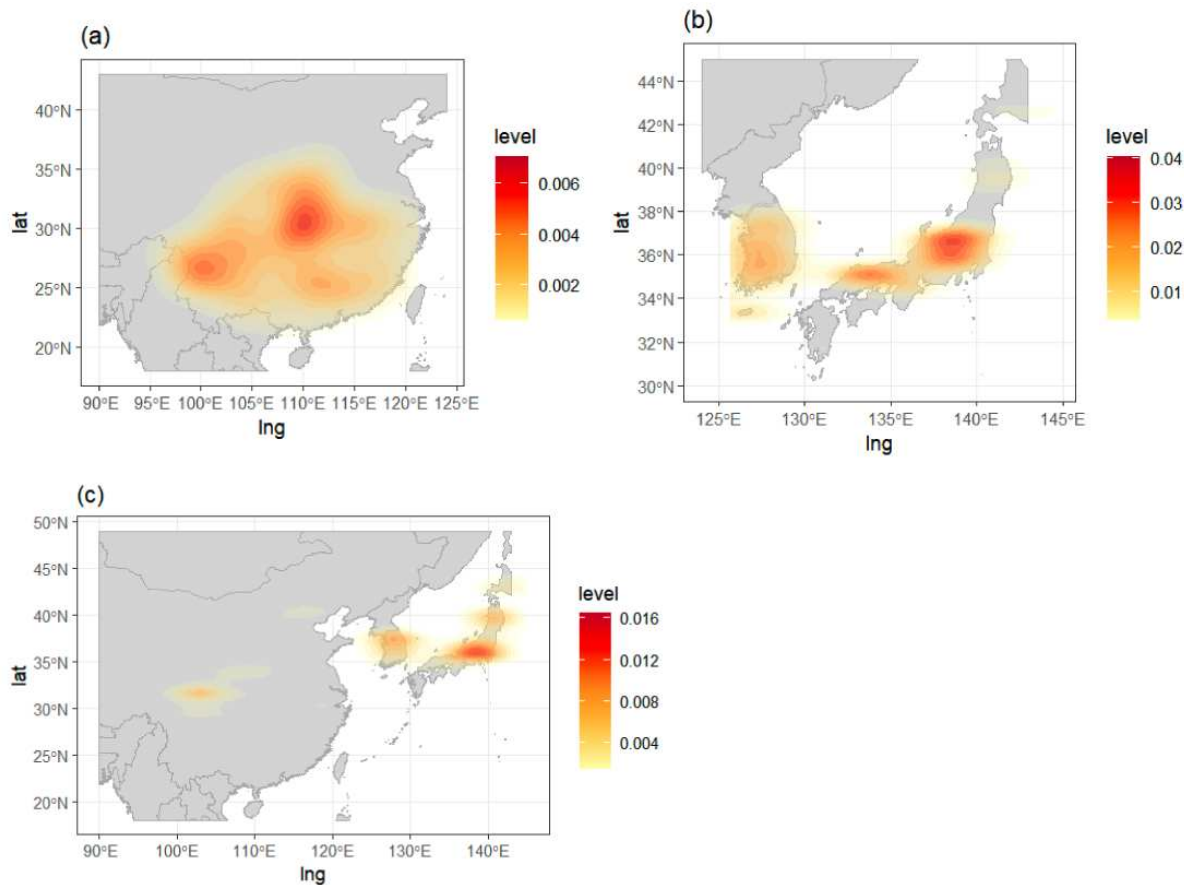 (a)
40°N
35°N
30°N
25°N
20°N
lat
90°E 95°E 100°E 105°E 110°E 115°E 120°E 125°E
lng
level
0.006
0.004
0.002
(b)
44°N
42°N
40°N
38°N
36°N
34°N
32°N
30°N
lat
125°E 130°E 135°E 140°E 145°E
lng
level
0.04
0.03
0.02
0.01
(c)
50°N
45°N
40°N
35°N
30°N
25°N
20°N
lat
90°E 100°E 110°E 120°E 130°E 140°E
lng
level
0.016
0.012
0.008
0.004